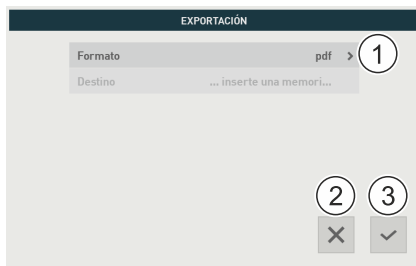 EXPORTACIÓN
Formato pdf > 1
Destino ... inserte una memori...
2 3